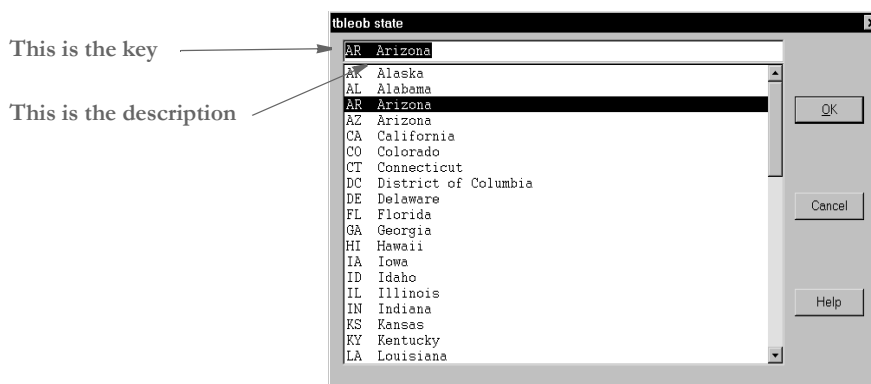 tbleob state
This is the key
AR Arizona
AK Alaska
This is the description
AL Alabama
AR Arizona
OK
AZ Arizona
CA California
CO Colorado
CT Connecticut
DC District of Columbia
DE Delaware
Cancel
FL Florida
GA Georgia
HI Hawaii
IA Iowa
ID Idaho
IL Illinois
Help
IN Indiana
KS Kansas
KY Kentucky
LA Louisiana